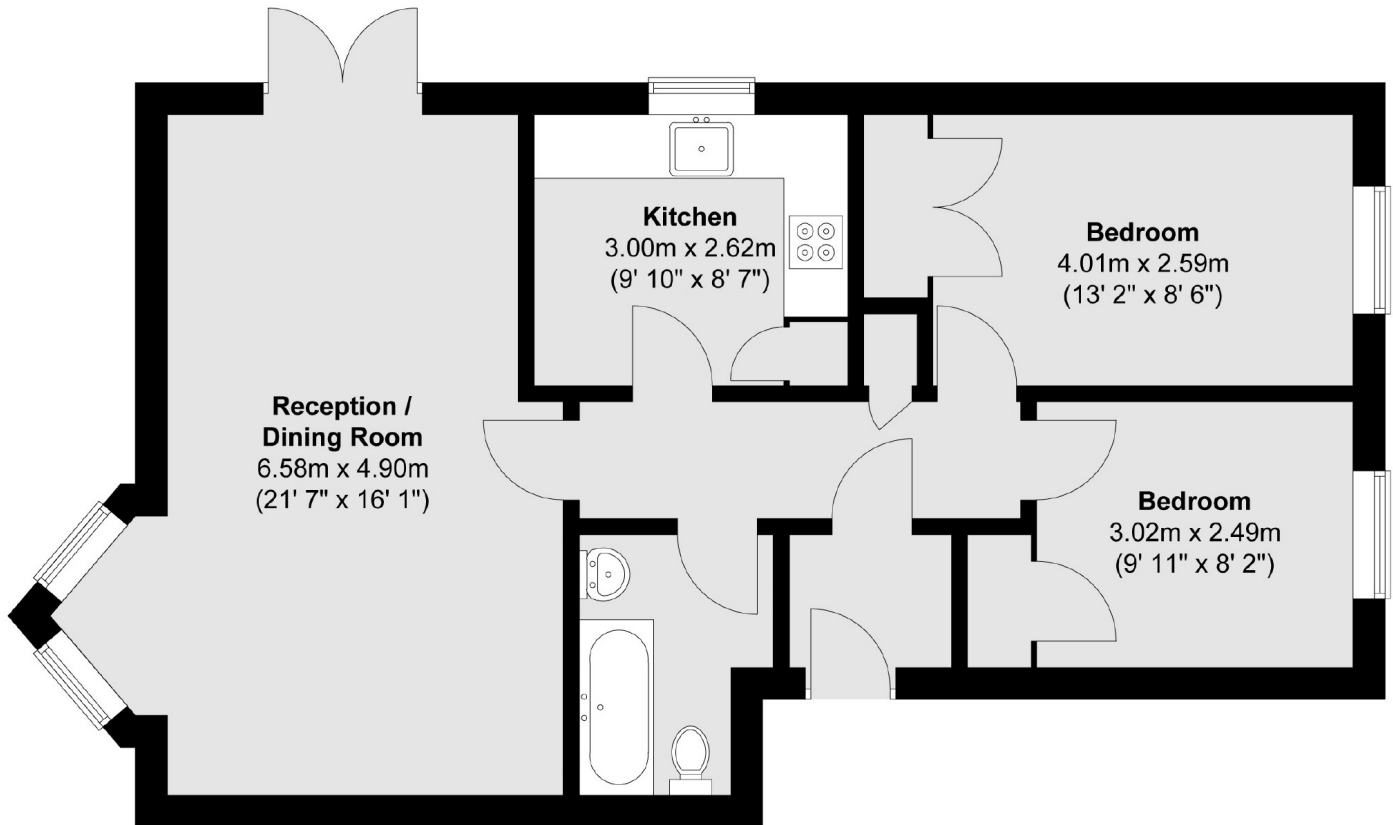 Kitchen
3.00m x 2.62m
(9' 10" x 8' 7")
Bedroom
4.01m x 2.59m
(13' 2" x 8' 6")
Reception /
Dining Room
6.58m x 4.90m
(21' 7" x 16' 1")
Bedroom
3.02m x 2.49m
(9' 11" x 8' 2")